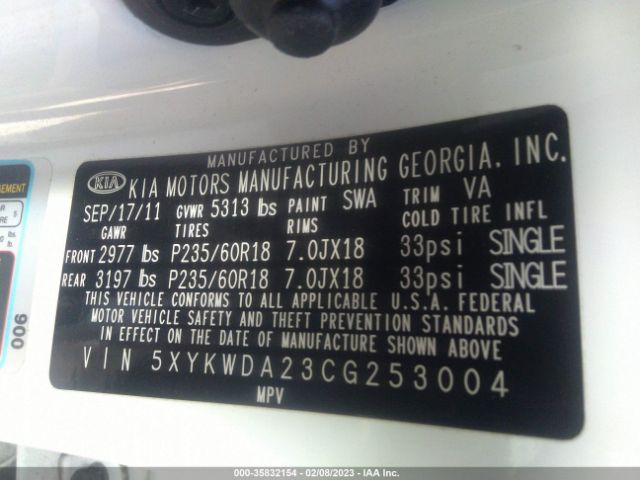 MANUFACTURED BY
KIA KIA MOTORS MANUFACTURING GEORGIA, INC.
SEP/17/11 GVWR 5313 lbs PAINT SWA TRIM VA
GAWR TIRES RIMS COLD TIRE INFL
FRONT 2977 lbs P235/60R18 7.0JX18 33psi SINGLE
REAR 3197 lbs P235/60R18 7.0JX18 33psi SINGLE
THIS VEHICLE CONFORMS TO ALL APPLICABLE U.S.A. FEDERAL
MOTOR VEHICLE SAFETY AND THEFT PREVENTION STANDARDS
IN EFFECT ON THE DATE OF MANUFACTURE SHOWN ABOVE
VIN 5XYKWDA23CG253004
MPV
006
000-35832154 - 02/08/2023 - IAA Inc.